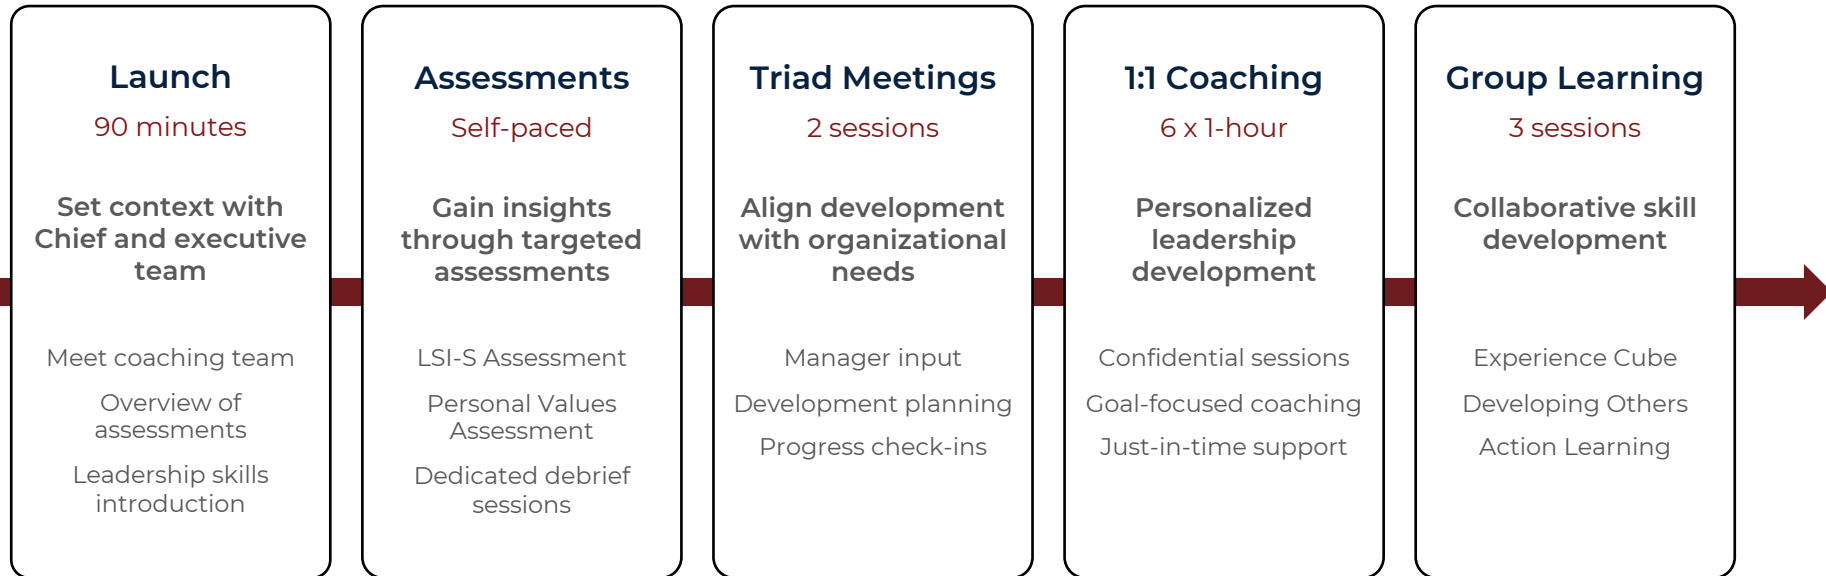 Launch
90 minutes
Set context with
Chief and executive
team
Meet coaching team
Overview of
assessments
Leadership skills
introduction
Assessments
Self-paced
Gain insights
through targeted
assessments
LSI-S Assessment
Personal Values
Assessment
Dedicated debrief
sessions
Triad Meetings
2 sessions
Align development
with organizational
needs
Manager input
Development planning
Progress check-ins
1:1 Coaching
6 x 1-hour
Personalized
leadership
development
Confidential sessions
Goal-focused coaching
Just-in-time support
Group Learning
3 sessions
Collaborative skill
development
Experience Cube
Developing Others
Action Learning